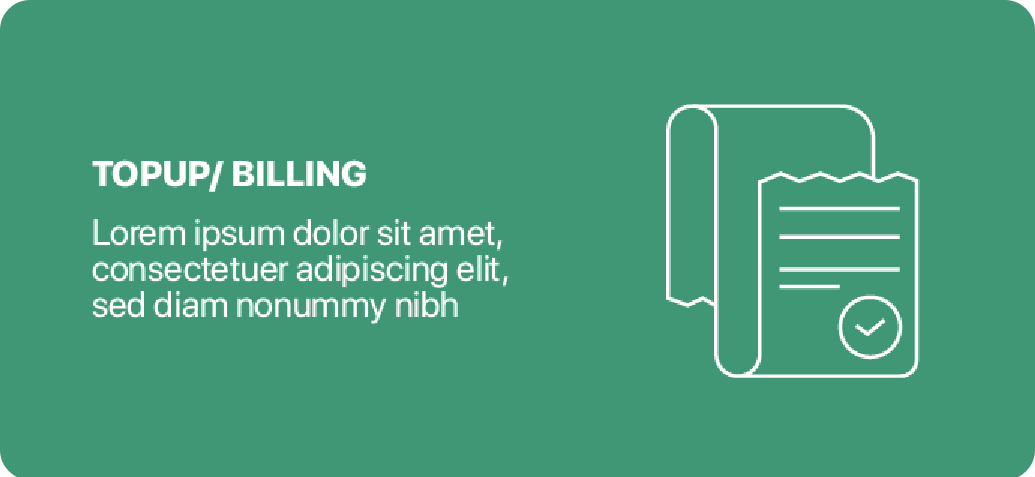 TOPUP/ BILLING
Lorem ipsum dolor sit amet,
consectetuer adipiscing elit,
sed diam nonummy nibh